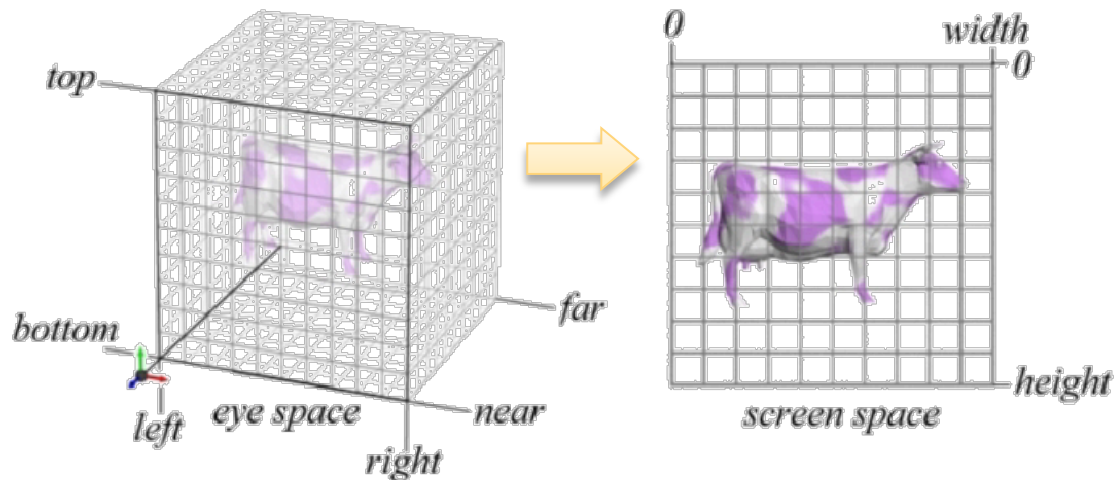 top
bottom
left
eye space
right
near
far
0
width
0
height
screen space